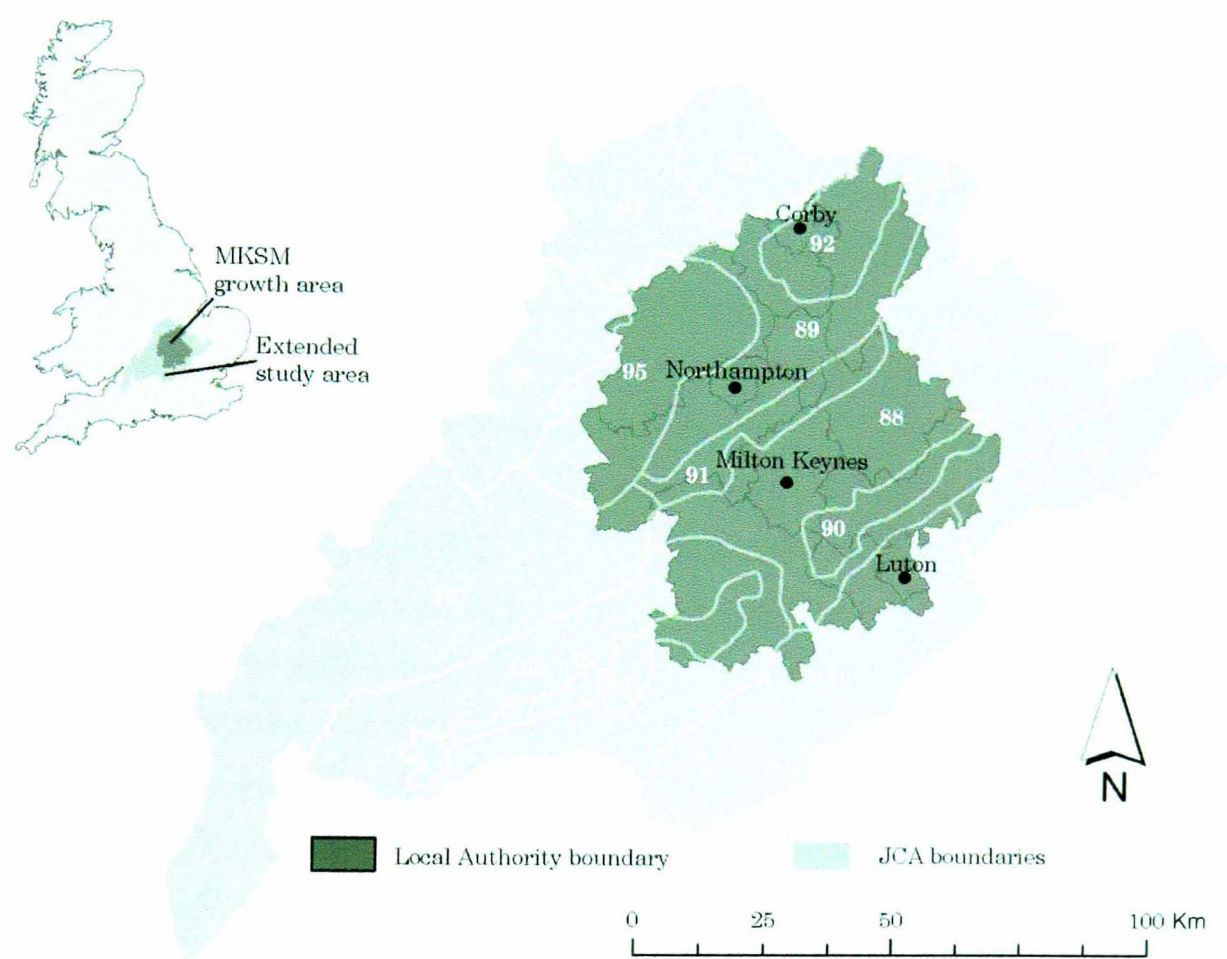 MKSM
growth area
Extended
study area
Corby
92
89
95
Northampton
88
Milton Keynes
91
90
Luton
N
Local Authority boundary
JCA boundaries
0 25 50 100 Km